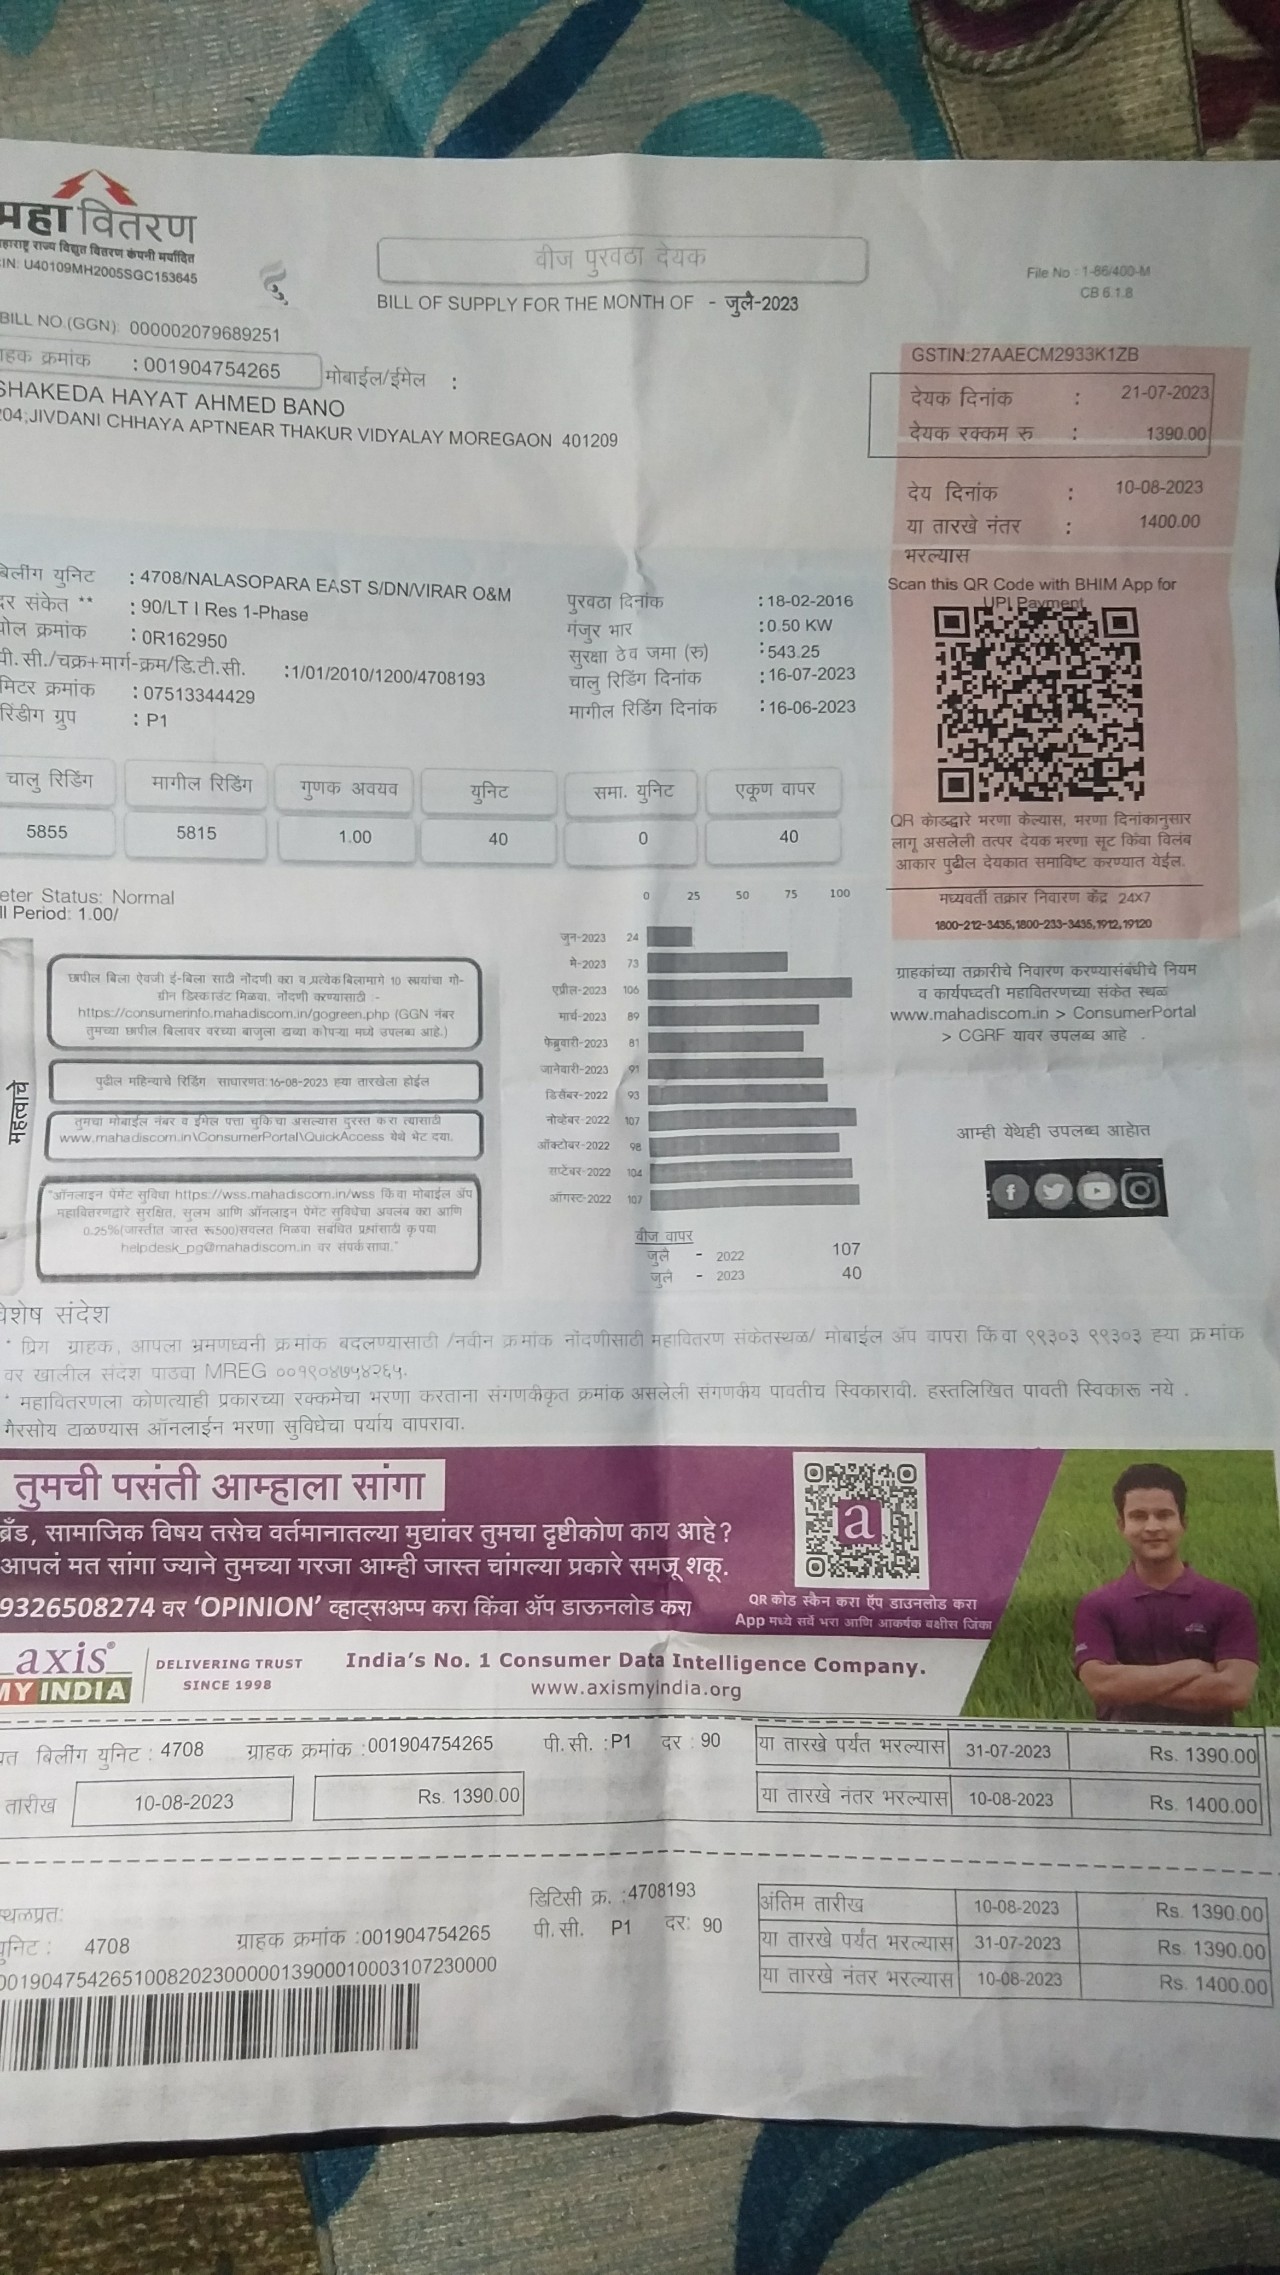 महावितरण
महाराष्ट्र राज्य विद्युत वितरण कंपनी मर्यादित
CIN: U40109MH2005SGC153645
वीज पुरवठा देयक
BILL OF SUPPLY FOR THE MONTH OF - जुलै-2023
File No : 1-86/400-M
CB 6.1.8
BILL NO.(GGN): 000002079689251
ग्राहक क्रमांक : 001904754265
मोबाईल/ईमेल :
SHAKEDA HAYAT AHMED BANO
204,JIVDANI CHHAYA APTNEAR THAKUR VIDYALAY MOREGAON 401209
GSTIN:27AAECM2933K1ZB
देयक दिनांक : 21-07-2023
देयक रक्कम रु : 1390.00
देय दिनांक : 10-08-2023
या तारखे नंतर : 1400.00
भरल्यास
Scan this QR Code with BHIM App for
UPI Payment
बिलींग युनिट : 4708/NALASOPARA EAST S/DN/VIRAR O&M
दर संकेत ** : 90/LT I Res 1-Phase
पोल क्रमांक : 0R162950
पी.सी./चक्र+मार्ग-क्रम/डि.टी.सी. :1/01/2010/1200/4708193
मिटर क्रमांक : 07513344429
रिडींग ग्रुप : P1
पुरवठा दिनांक : 18-02-2016
मंजुर भार : 0.50 KW
सुरक्षा ठेव जमा (रु) : 543.25
चालु रिडिंग दिनांक : 16-07-2023
मागील रिडिंग दिनांक : 16-06-2023
चालु रिडिंग मागील रिडिंग गुणक अवयव युनिट समा. युनिट एकूण वापर
5855 5815 1.00 40 0 40
QR कोडद्वारे भरणा केल्यास, भरणा दिनांकानुसार
लागू असलेली तत्पर देयक भरणा सूट किंवा विलंब
आकार पुढील देयकात समाविष्ट करण्यात येईल.
मध्यवर्ती तक्रार निवारण केंद्र 24x7
1800-212-3435,1800-233-3435,1912,19120
ग्राहकांच्या तक्रारीचे निवारण करण्यासंबंधीचे नियम
व कार्यपध्दती महावितरणच्या संकेत स्थळ
www.mahadiscom.in > ConsumerPortal
> CGRF यावर उपलब्ध आहे .
आम्ही येथेही उपलब्ध आहोत
eter Status: Normal
ll Period: 1.00/
महत्वाचे
छापील बिला ऐवजी ई-बिला साठी नोंदणी करा व प्रत्येक बिलामागे 10 रूपयांचा गो-
ग्रीन डिस्काउंट मिळवा. नोंदणी करण्यासाठी :-
https://consumerinfo.mahadiscom.in/gogreen.php (GGN नंबर
तुमच्या छापील बिलावर वरच्या बाजुला डाव्या कोपऱ्या मध्ये उपलब्ध आहे.)
पुढील महिन्याचे रिडिंग साधारणत:16-08-2023 ह्या तारखेला होईल
तुमचा मोबाईल नंबर व ईमेल पत्ता चुकिचा असल्यास दुरस्त करा त्यासाठी
www.mahadiscom.in\ConsumerPortal\QuickAccess येथे भेट दया.
"ऑनलाइन पेमेंट सुविधा https://wss.mahadiscom.in/wss किंवा मोबाईल ॲप
महावितरणद्वारे सुरक्षित, सुलभ आणि ऑनलाइन पेमेंट सुविधेचा अवलंब करा आणि
0.25%(जास्तीत जास्त रू500)सवलत मिळवा संबंधित प्रश्नांसाठी कृपया
helpdesk_pg@mahadiscom.in वर संपर्क साधा."
0 25 50 75 100
जुन-2023 24
मे-2023 73
एप्रील-2023 106
मार्च-2023 89
फेब्रुवारी-2023 81
जानेवारी-2023 91
डिसेंबर-2022 93
नोव्हेंबर-2022 107
ऑक्टोबर-2022 98
सप्टेंबर-2022 104
ऑगस्ट-2022 107
वीज वापर
जुलै - 2022 107
जुलै - 2023 40
विशेष संदेश
* प्रिय ग्राहक, आपला भ्रमणध्वनी क्रमांक बदलण्यासाठी /नवीन क्रमांक नोंदणीसाठी महावितरण संकेतस्थळ/ मोबाईल ॲप वापरा किंवा ९९३०३ ९९३०३ ह्या क्रमांक
वर खालील संदेश पाठवा MREG ००१९०४७५४२६५.
* महावितरणला कोणत्याही प्रकारच्या रक्कमेचा भरणा करताना संगणकीकृत क्रमांक असलेली संगणकीय पावतीच स्विकारावी. हस्तलिखित पावती स्विकारू नये .
गैरसोय टाळण्यास ऑनलाईन भरणा सुविधेचा पर्याय वापरावा.
तुमची पसंती आम्हाला सांगा
ब्रँड, सामाजिक विषय तसेच वर्तमानातल्या मुद्यांवर तुमचा दृष्टीकोण काय आहे?
आपलं मत सांगा ज्याने तुमच्या गरजा आम्ही जास्त चांगल्या प्रकारे समजू शकू.
9326508274 वर ‘OPINION’ व्हाट्सअप्प करा किंवा ॲप डाऊनलोड करा
a
QR कोड स्कैन करा ऍप डाउनलोड करा
App मध्ये सर्वे भरा आणि आकर्षक बक्षीस जिंका
axis
MY INDIA
DELIVERING TRUST
SINCE 1998
India's No. 1 Consumer Data Intelligence Company.
www.axismyindia.org
बिलींग युनिट : 4708 ग्राहक क्रमांक :001904754265 पी.सी. :P1 दर : 90
तारीख 10-08-2023 Rs. 1390.00
या तारखे पर्यंत भरल्यास 31-07-2023 Rs. 1390.00
या तारखे नंतर भरल्यास 10-08-2023 Rs. 1400.00
स्थळप्रत:
युनिट : 4708 ग्राहक क्रमांक :001904754265
डिटिसी क्र. :4708193
पी.सी. P1 दर: 90
001904754265100820230000013900010003107230000
अंतिम तारीख 10-08-2023 Rs. 1390.00
या तारखे पर्यंत भरल्यास 31-07-2023 Rs. 1390.00
या तारखे नंतर भरल्यास 10-08-2023 Rs. 1400.00